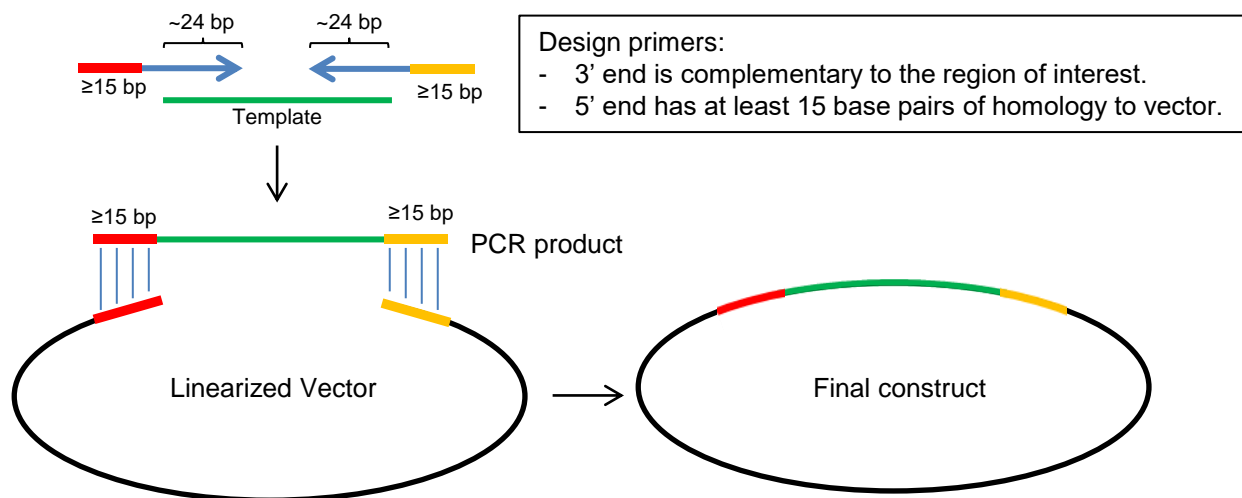 ~24 bp
~24 bp
≥15 bp
≥15 bp
Template
Design primers:
- 3’ end is complementary to the region of interest.
- 5’ end has at least 15 base pairs of homology to vector.
≥15 bp
≥15 bp
PCR product
Linearized Vector
Final construct